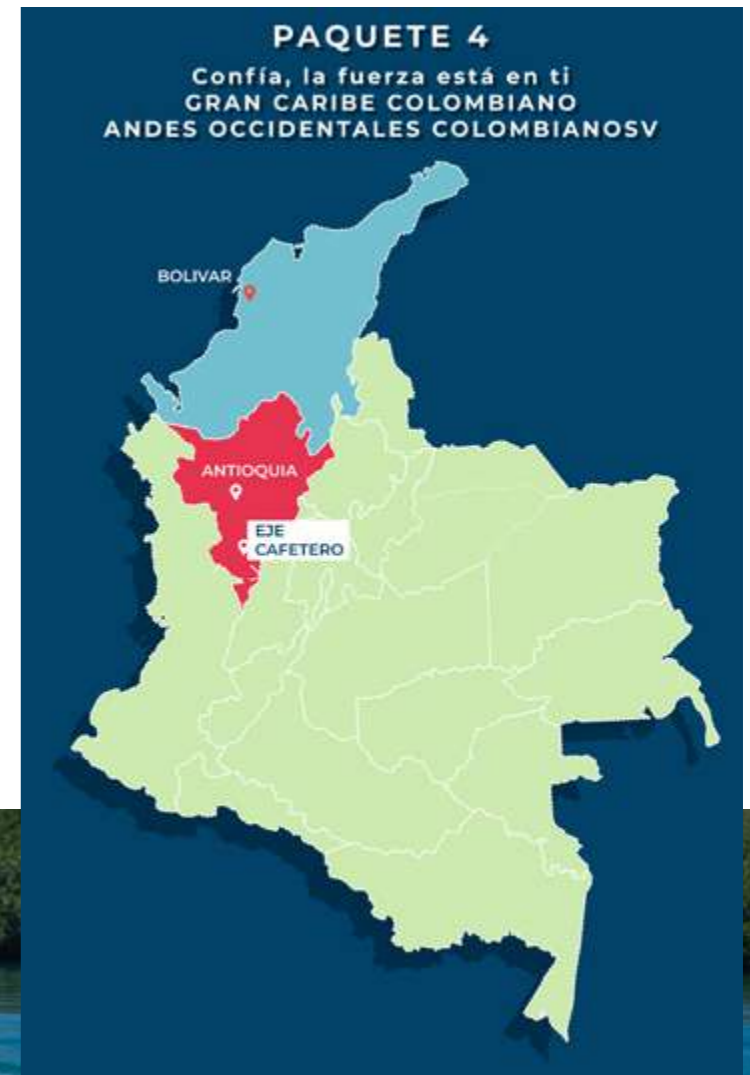 PAQUETE 4
Confía, la fuerza está en ti
GRAN CARIBE COLOMBIANO
ANDES OCCIDENTALES COLOMBIANOSV
BOLIVAR
ANTIOQUIA
EJE
CAFETERO